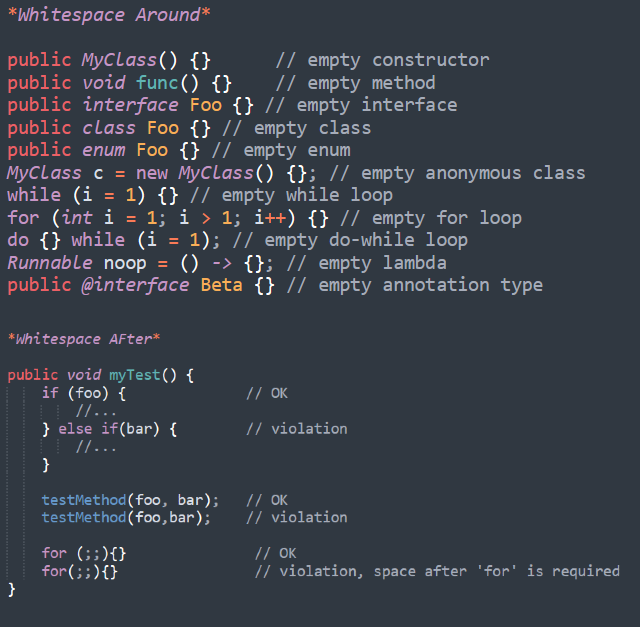 *Whitespace Around*
public MyClass() {}      // empty constructor
public void func() {}    // empty method
public interface Foo {} // empty interface
public class Foo {} // empty class
public enum Foo {} // empty enum
MyClass c = new MyClass() {}; // empty anonymous class
while (i = 1) {} // empty while loop
for (int i = 1; i > 1; i++) {} // empty for loop
do {} while (i = 1); // empty do-while loop
Runnable noop = () -> {}; // empty lambda
public @interface Beta {} // empty annotation type
*Whitespace AFter*
public void myTest() {
    if (foo) {              // OK
        //...
    } else if(bar) {        // violation
        //...
    }
    testMethod(foo, bar);   // OK
    testMethod(foo,bar);    // violation
    for (;;){}               // OK
    for(;;){}                // violation, space after 'for' is required
}